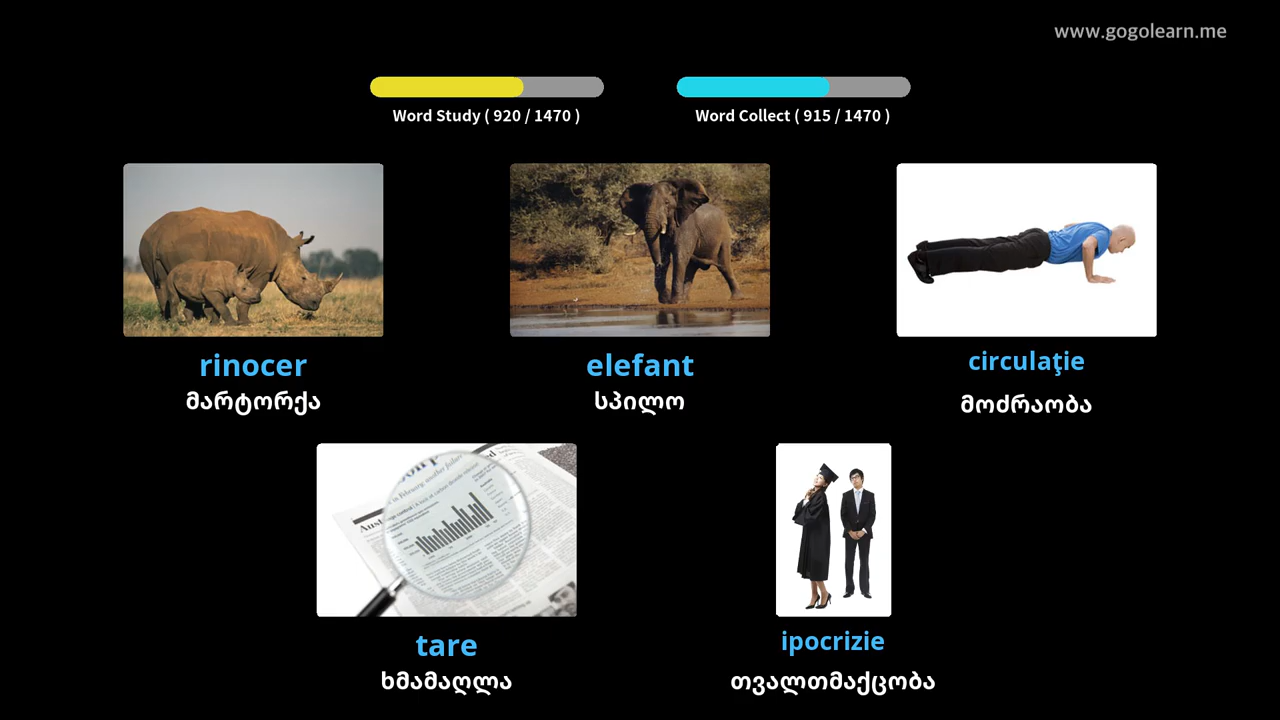 www.gogolearn.me
Word Study ( 920 / 1470 )
Word Collect ( 915 / 1470 )
rinocer
მარტორქა
elefant
სპილო
circulaţie
მოძრაობა
tare
ხმამაღლა
ipocrizie
თვალთმაქცობა